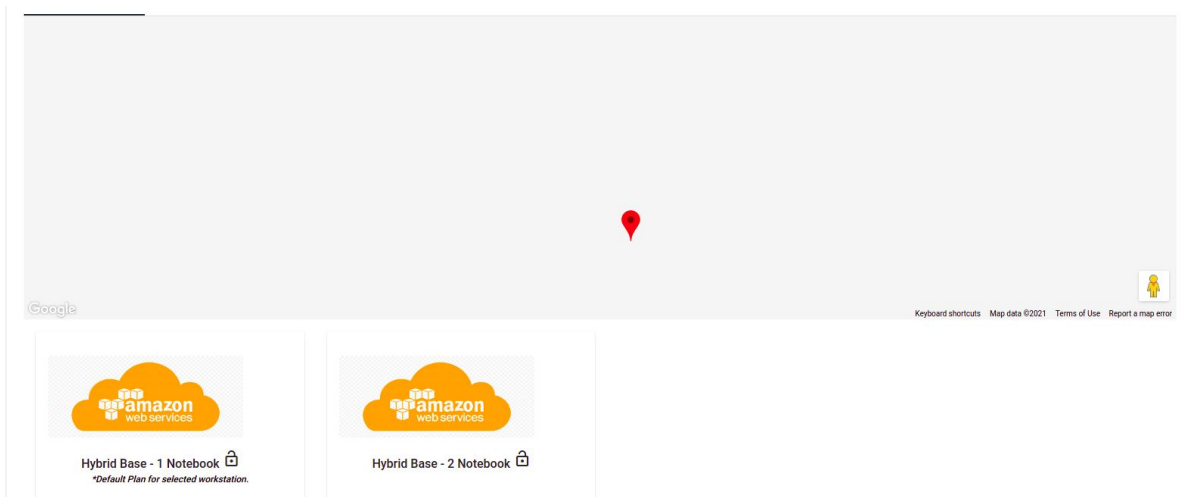 Google
Keyboard shortcuts Map data ©2021 Terms of Use Report a map error
amazon
web services
amazon
web services
Hybrid Base - 1 Notebook
*Default Plan for selected workstation.
Hybrid Base - 2 Notebook